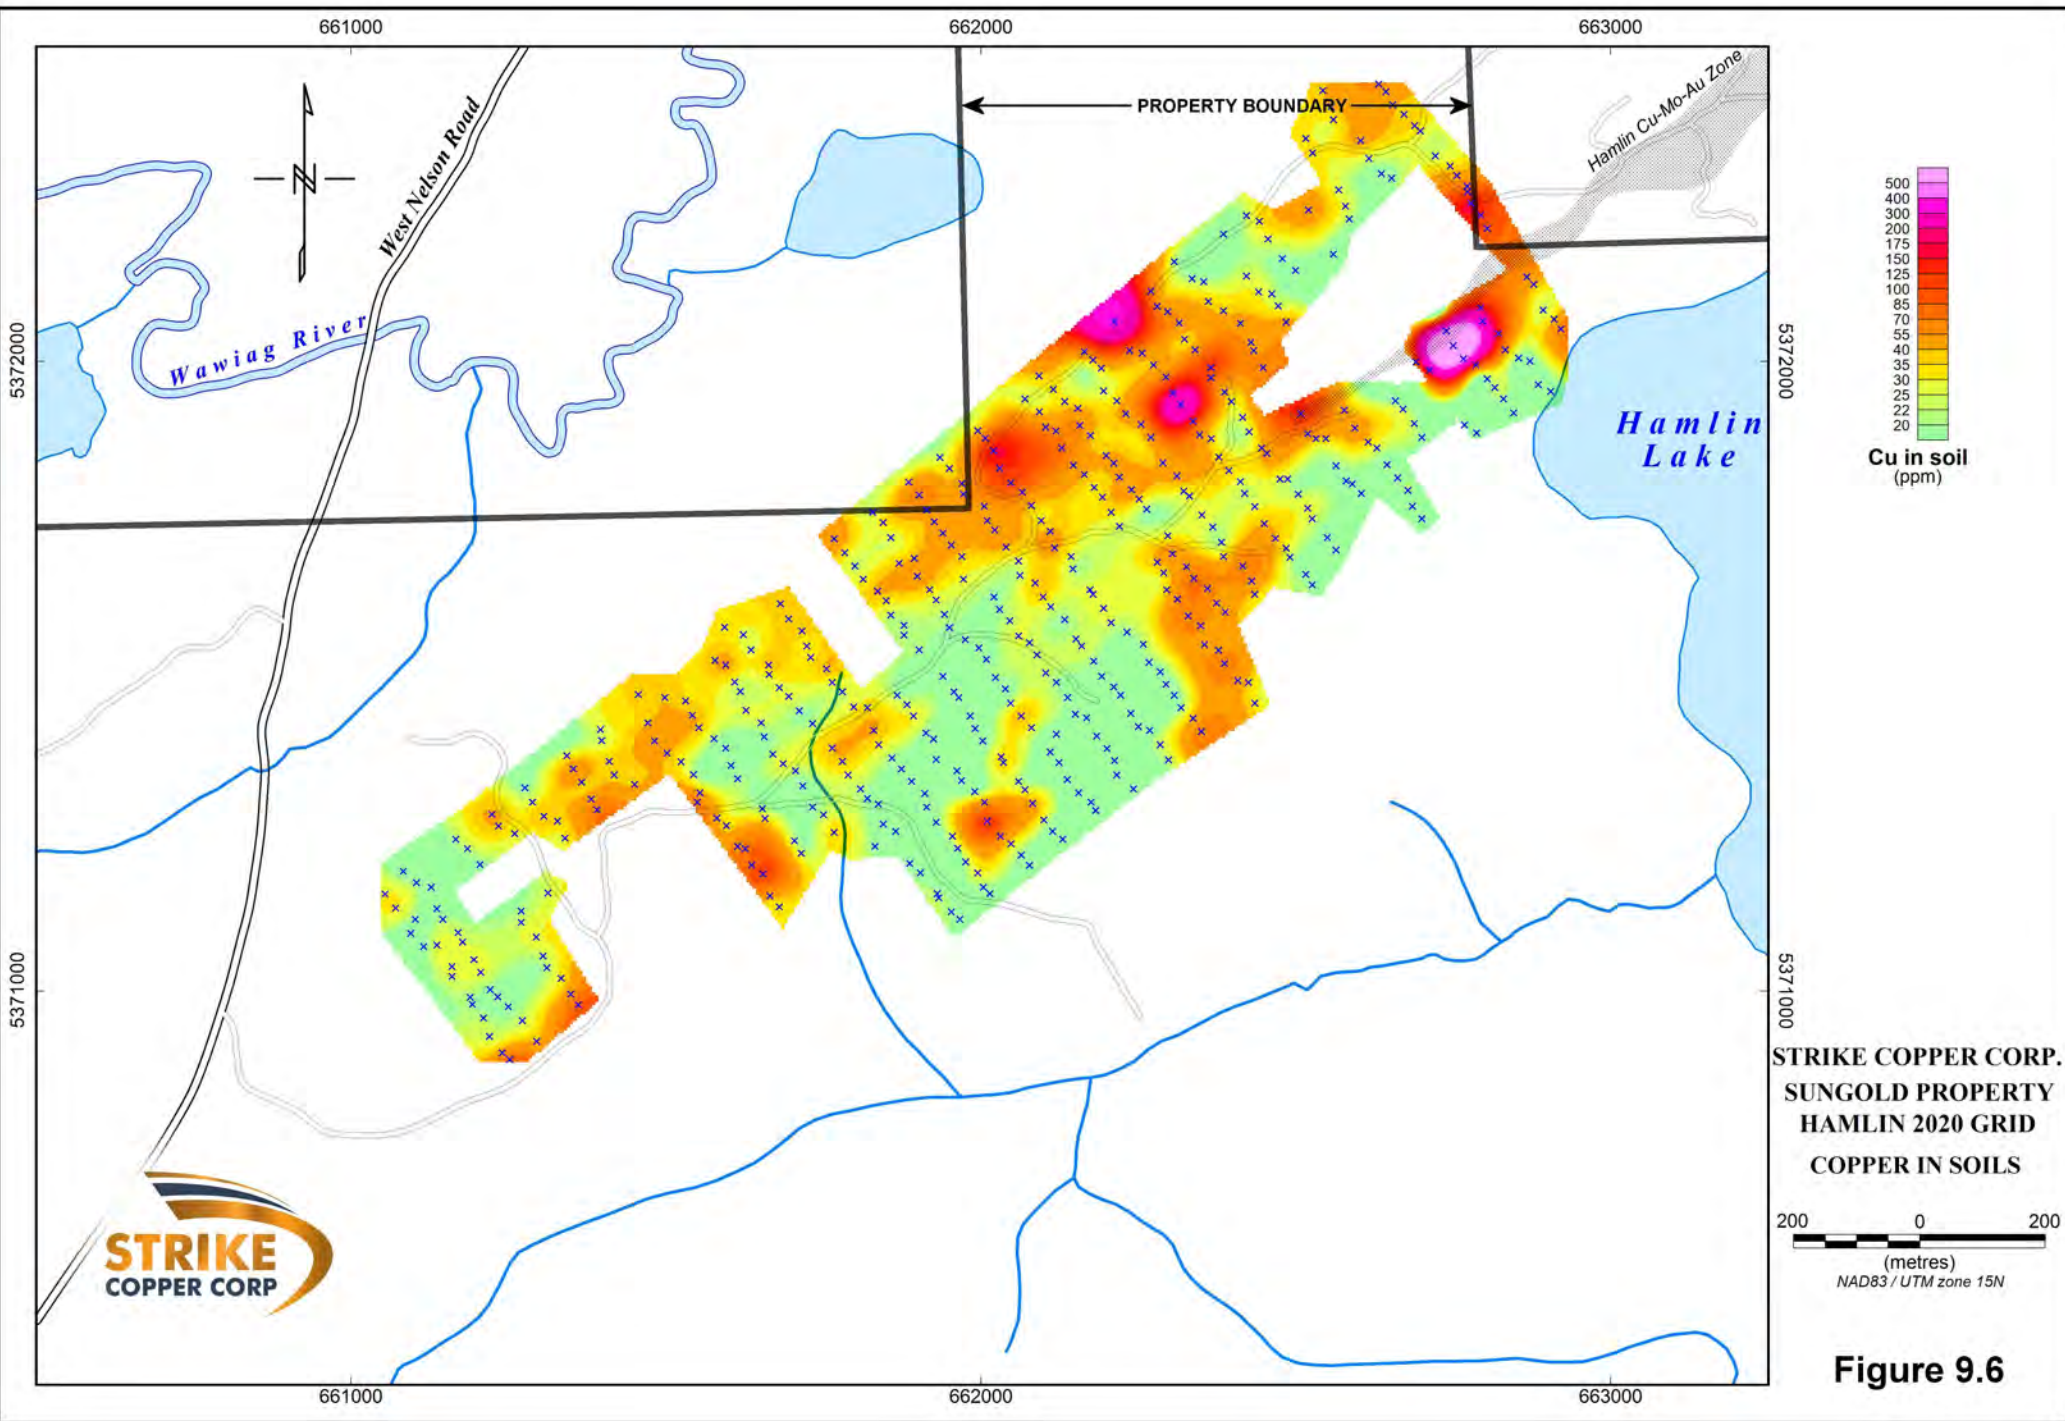 661000
662000
663000
PROPERTY BOUNDARY
Hamlin Cu-Mo-Au Zone
West Nelson Road
N
Wawiag River
5372000
5372000
Hamlin
Lake
500
400
300
200
175
150
125
100
85
70
55
40
35
30
25
22
20
Cu in soil
(ppm)
5371000
5371000
STRIKE COPPER CORP.
SUNGOLD PROPERTY
HAMLIN 2020 GRID
COPPER IN SOILS
200 0 200
(metres)
NAD83 / UTM zone 15N
STRIKE
COPPER CORP
Figure 9.6
661000
662000
663000